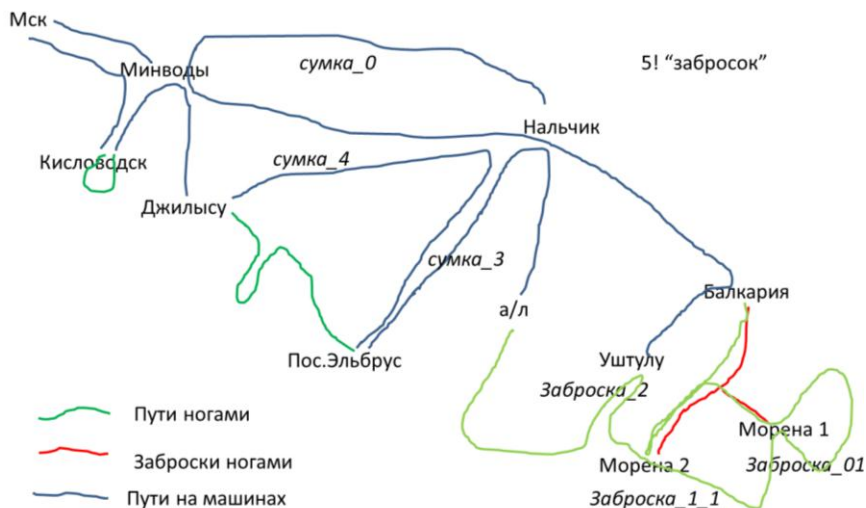 Мск
Минводы
сумка_0
5! “забросок”
Нальчик
Кисловодск
сумка_4
Джилысу
сумка_3
Балкария
а/л
Пос.Эльбрус
Уштулу
Заброска_2
Пути ногами
Морена 1
Заброски ногами
Морена 2
Заброска_01
Пути на машинах
Заброска_1_1